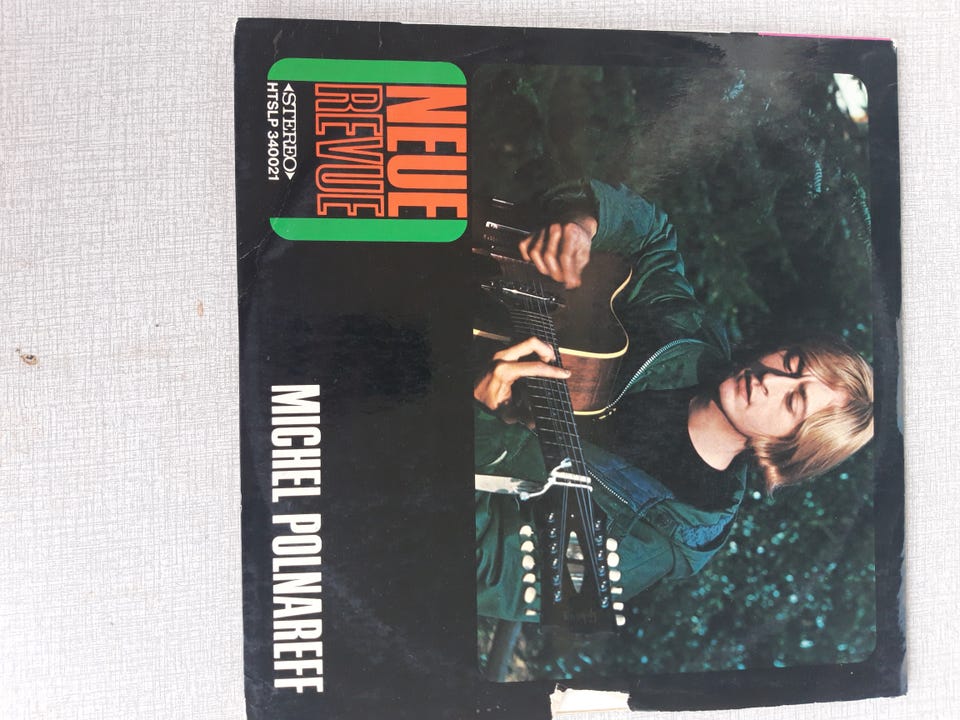 NEUE
REVUE
◄STEREO►
HTSLP 340021
MICHEL POLNAREFF